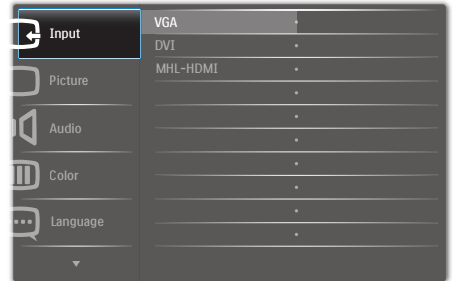 Input
Picture
Audio
Color
Language
VGA
DVI
MHL-HDMI